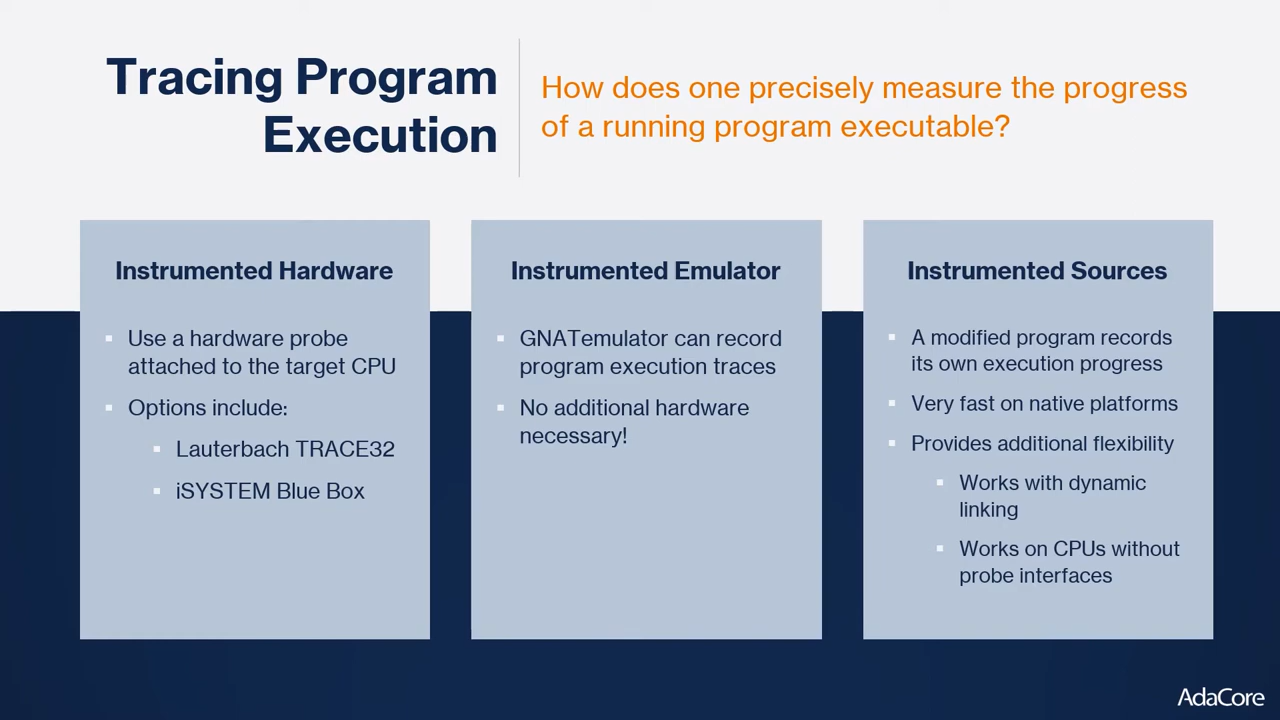 Tracing Program
Execution
How does one precisely measure the progress
of a running program executable?
Instrumented Hardware
Use a hardware probe
attached to the target CPU
Options include:
Lauterbach TRACE32
iSYSTEM Blue Box
Instrumented Emulator
GNATemulator can record
program execution traces
No additional hardware
necessary!
Instrumented Sources
A modified program records
its own execution progress
Very fast on native platforms
Provides additional flexibility
Works with dynamic
linking
Works on CPUs without
probe interfaces
AdaCore